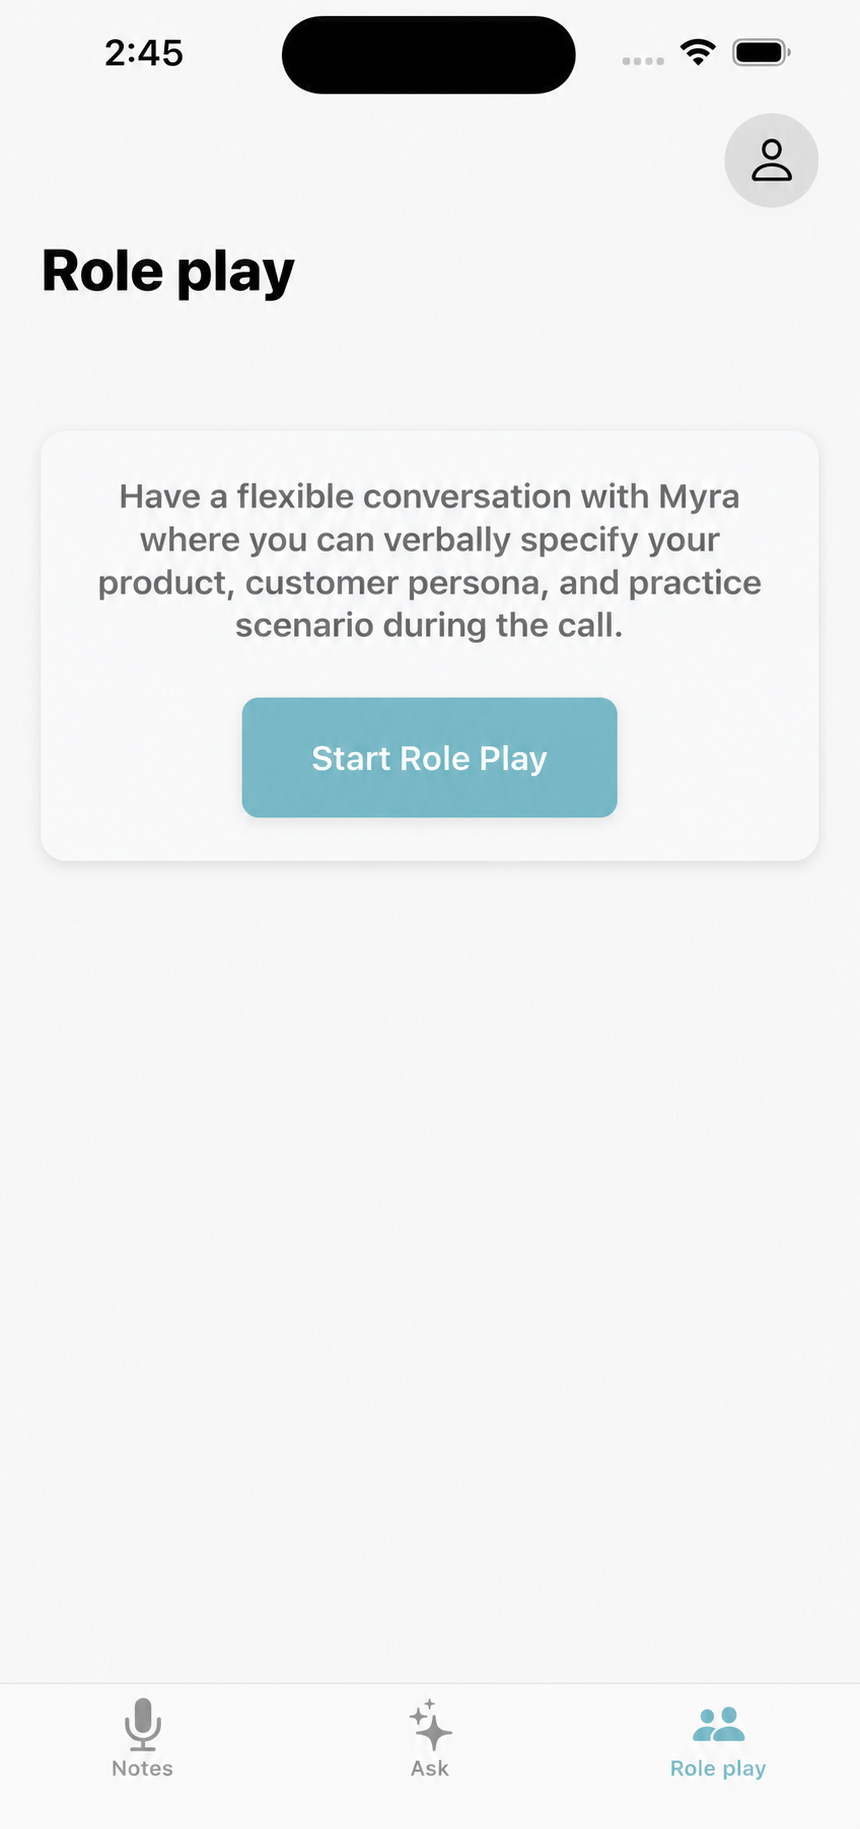 2:45
Role play
Have a flexible conversation with Myra
where you can verbally specify your
product, customer persona, and practice
scenario during the call.
Start Role Play
Notes
Ask
Role play